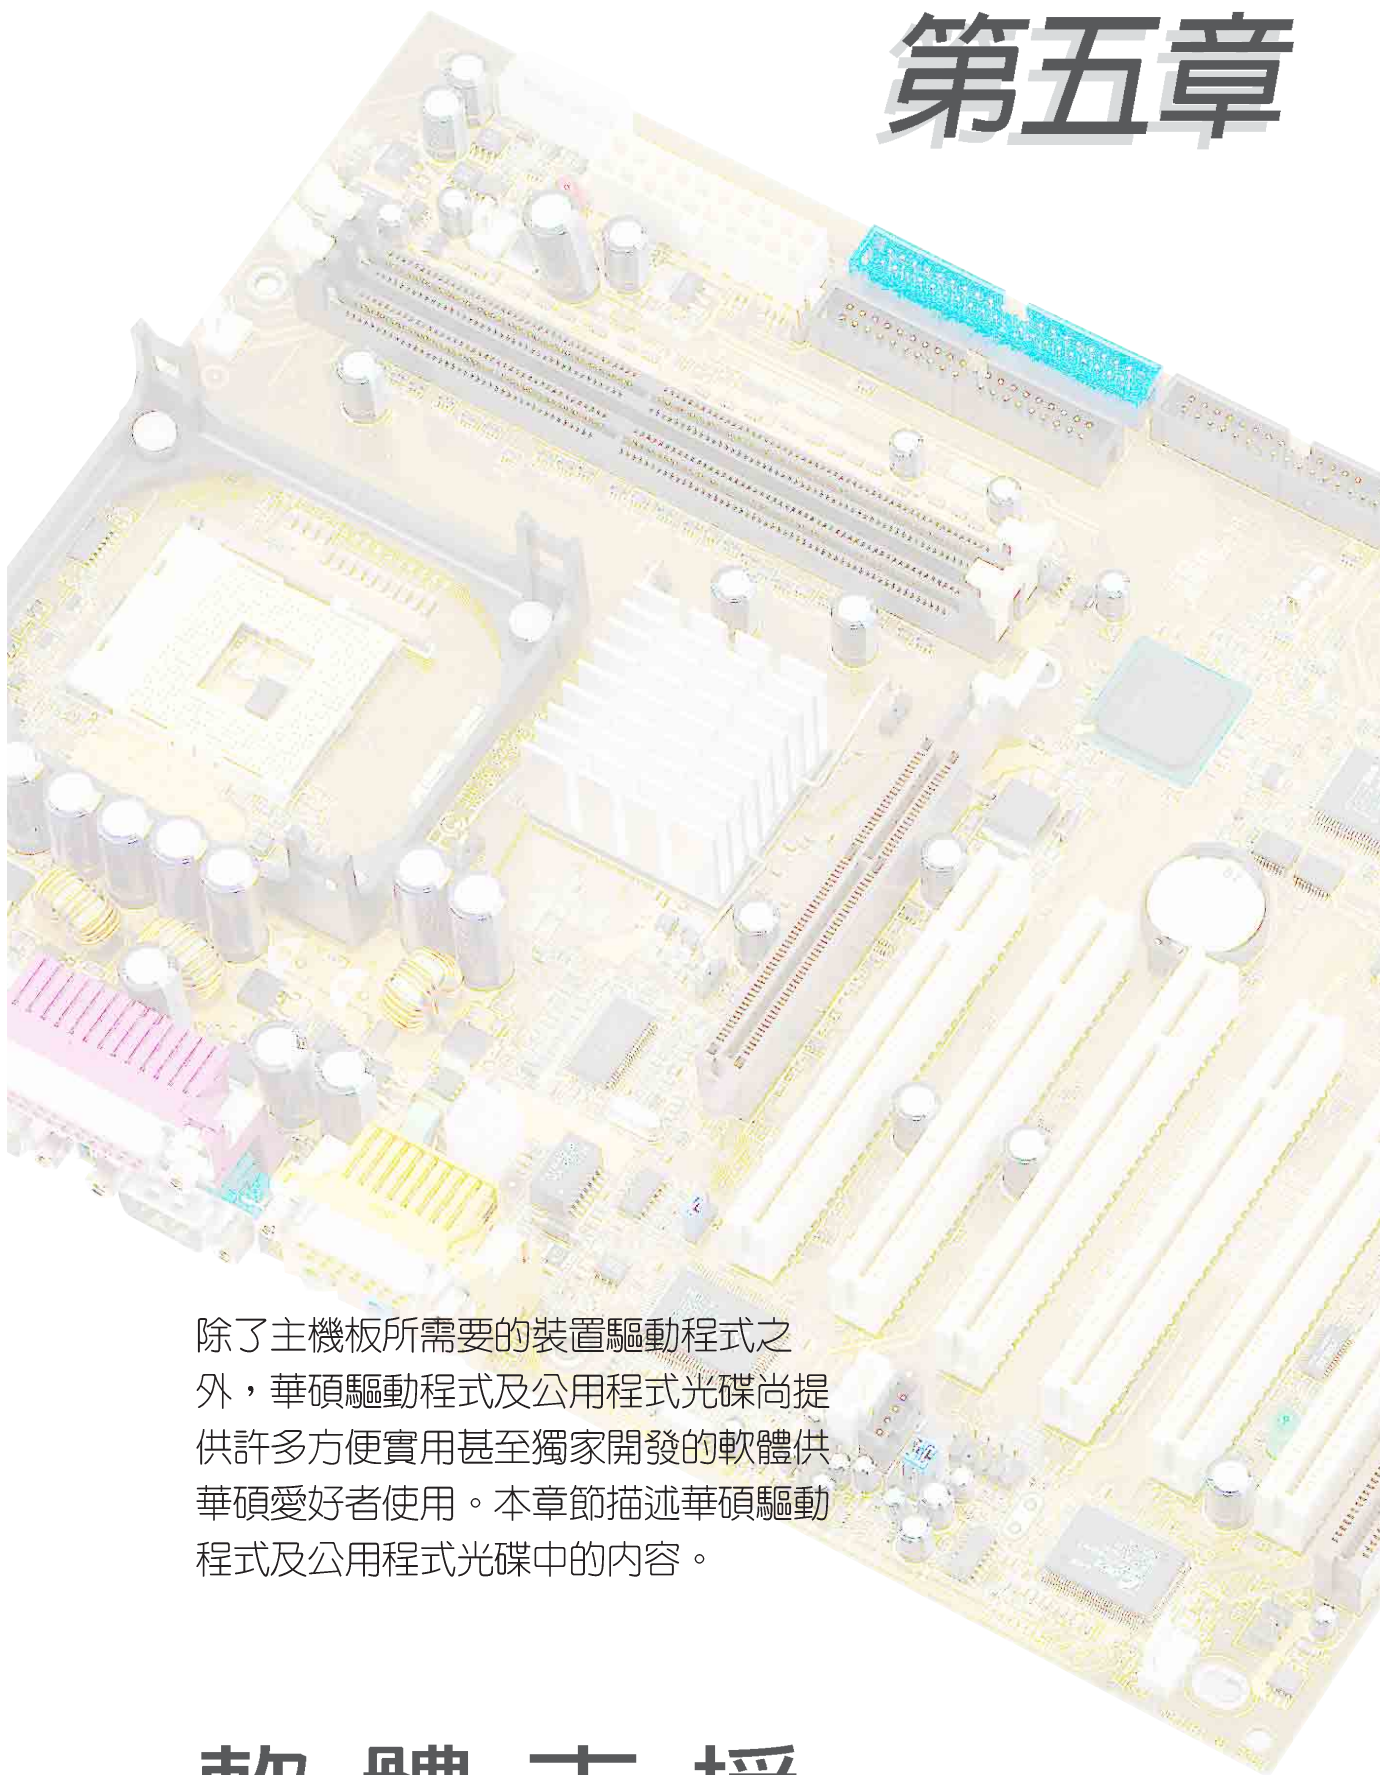 第五章
除了主機板所需要的裝置驅動程式之
外，華碩驅動程式及公用程式光碟尚提
供許多方便實用甚至獨家開發的軟體供
華碩愛好者使用。本章節描述華碩驅動
程式及公用程式光碟中的內容。
軟體支援